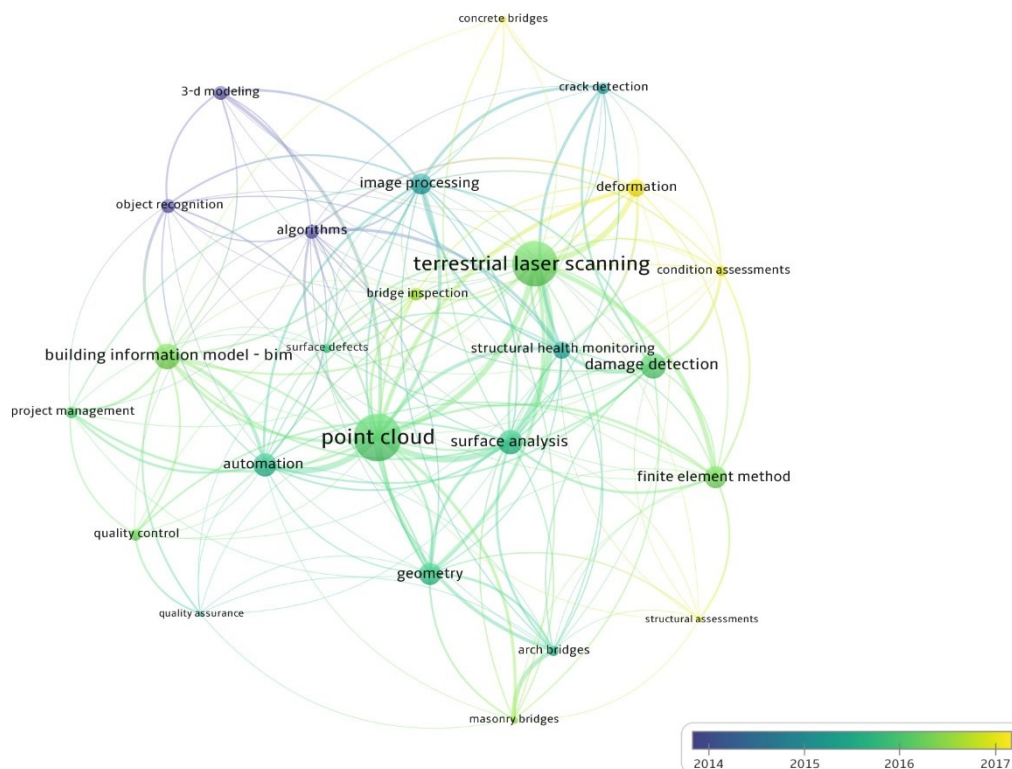 concrete bridges
3-d modeling
crack detection
image processing
deformation
object recognition
algorithms
terrestrial laser scanning
condition assessments
bridge inspection
surface defects
structural health monitoring
building information model - bim
damage detection
project management
point cloud
surface analysis
automation
finite element method
quality control
geometry
quality assurance
structural assessments
arch bridges
masonry bridges
2014
2015
2016
2017